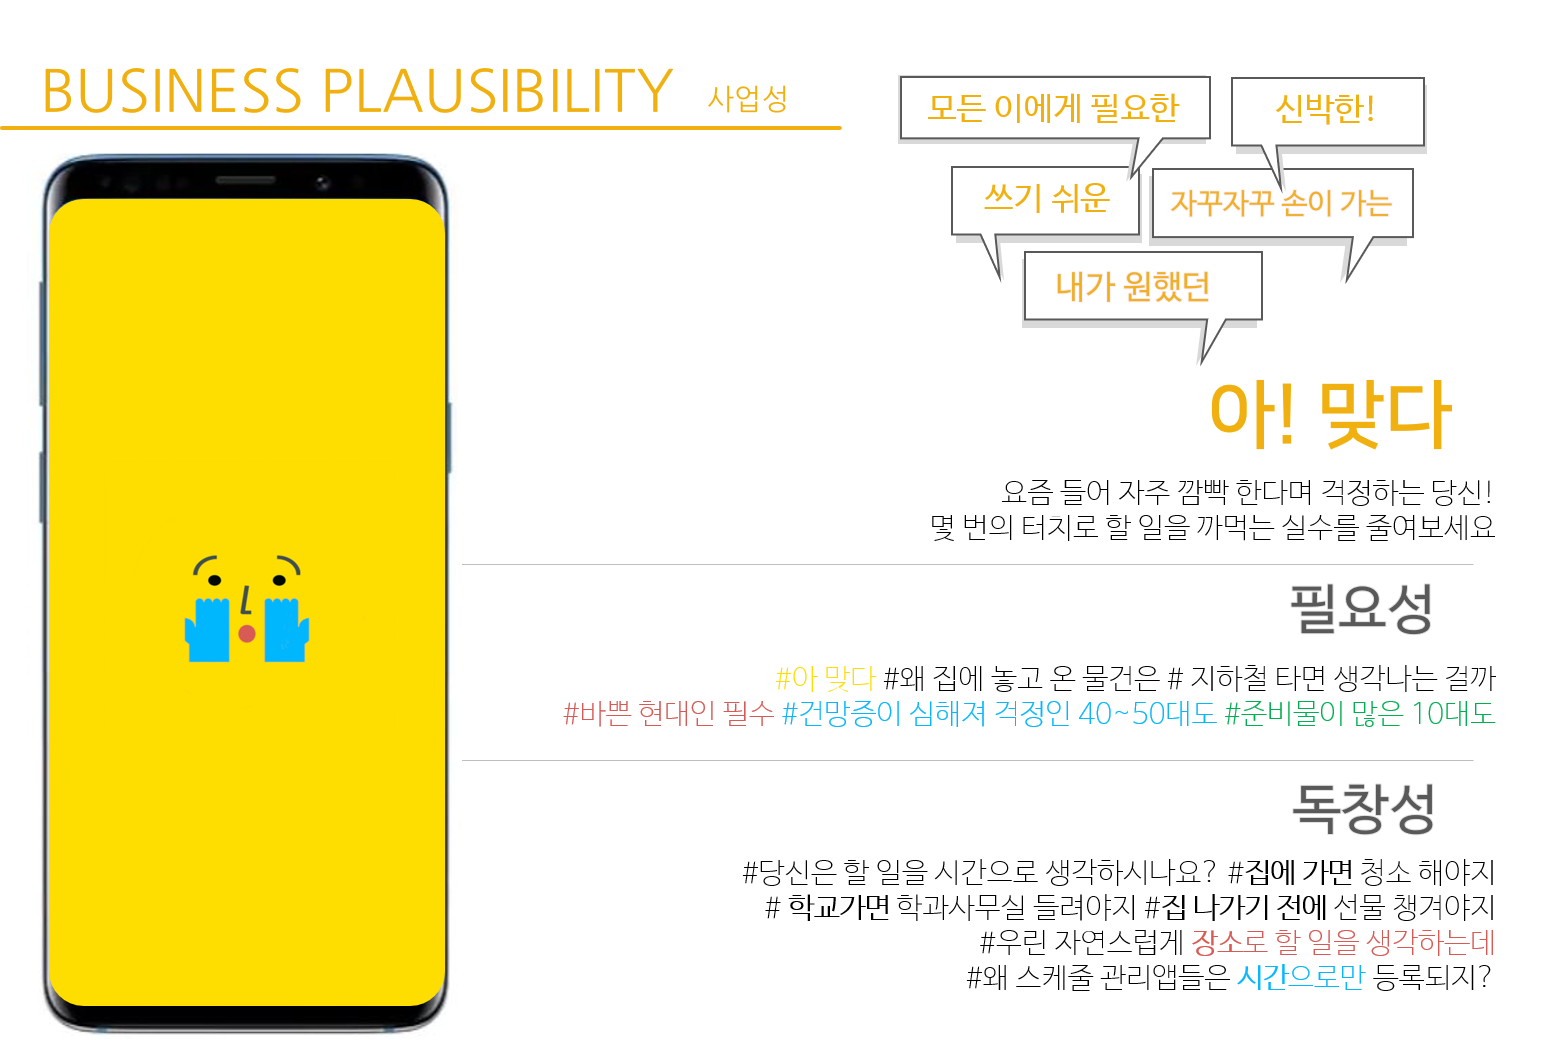 BUSINESS PLAUSIBILITY 사업성
모든 이에게 필요한
신박한!
쓰기 쉬운
자꾸자꾸 손이 가는
내가 원했던
아! 맞다
요즘 들어 자주 깜빡 한다며 걱정하는 당신!
몇 번의 터치로 할 일을 까먹는 실수를 줄여보세요
필요성
#아 맞다 #왜 집에 놓고 온 물건은 # 지하철 타면 생각나는 걸까
#바쁜 현대인 필수 #건망증이 심해져 걱정인 40~50대도 #준비물이 많은 10대도
독창성
#당신은 할 일을 시간으로 생각하시나요? #집에 가면 청소 해야지
# 학교가면 학과사무실 들려야지 #집 나가기 전에 선물 챙겨야지
#우린 자연스럽게 장소로 할 일을 생각하는데
#왜 스케줄 관리앱들은 시간으로만 등록되지?